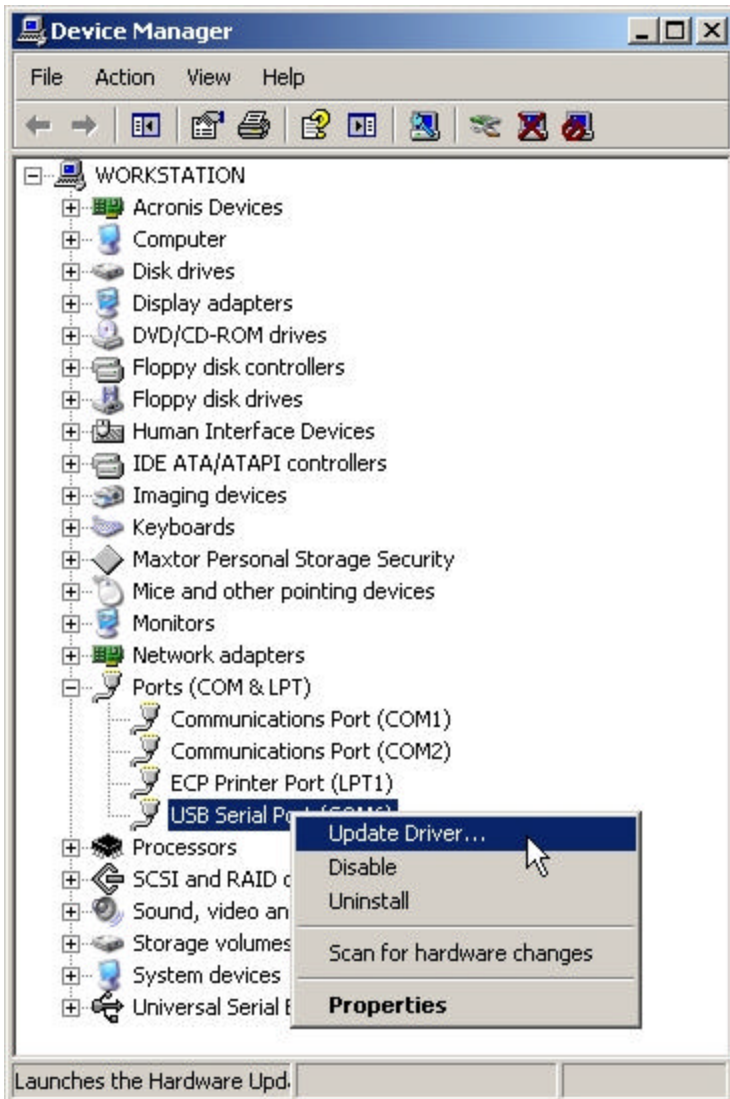 Device Manager
File Action View Help
WORKSTATION
Acronis Devices
Computer
Disk drives
Display adapters
DVD/CD-ROM drives
Floppy disk controllers
Floppy disk drives
Human Interface Devices
IDE ATA/ATAPI controllers
Imaging devices
Keyboards
Maxtor Personal Storage Security
Mice and other pointing devices
Monitors
Network adapters
Ports (COM & LPT)
Communications Port (COM1)
Communications Port (COM2)
ECP Printer Port (LPT1)
USB Serial
Update Driver...
Processors
Disable
SCSI and RAID
Uninstall
Sound, video
Storage volumes
Scan for hardware changes
System devices
Universal Serial
Properties
Launches the Hardware